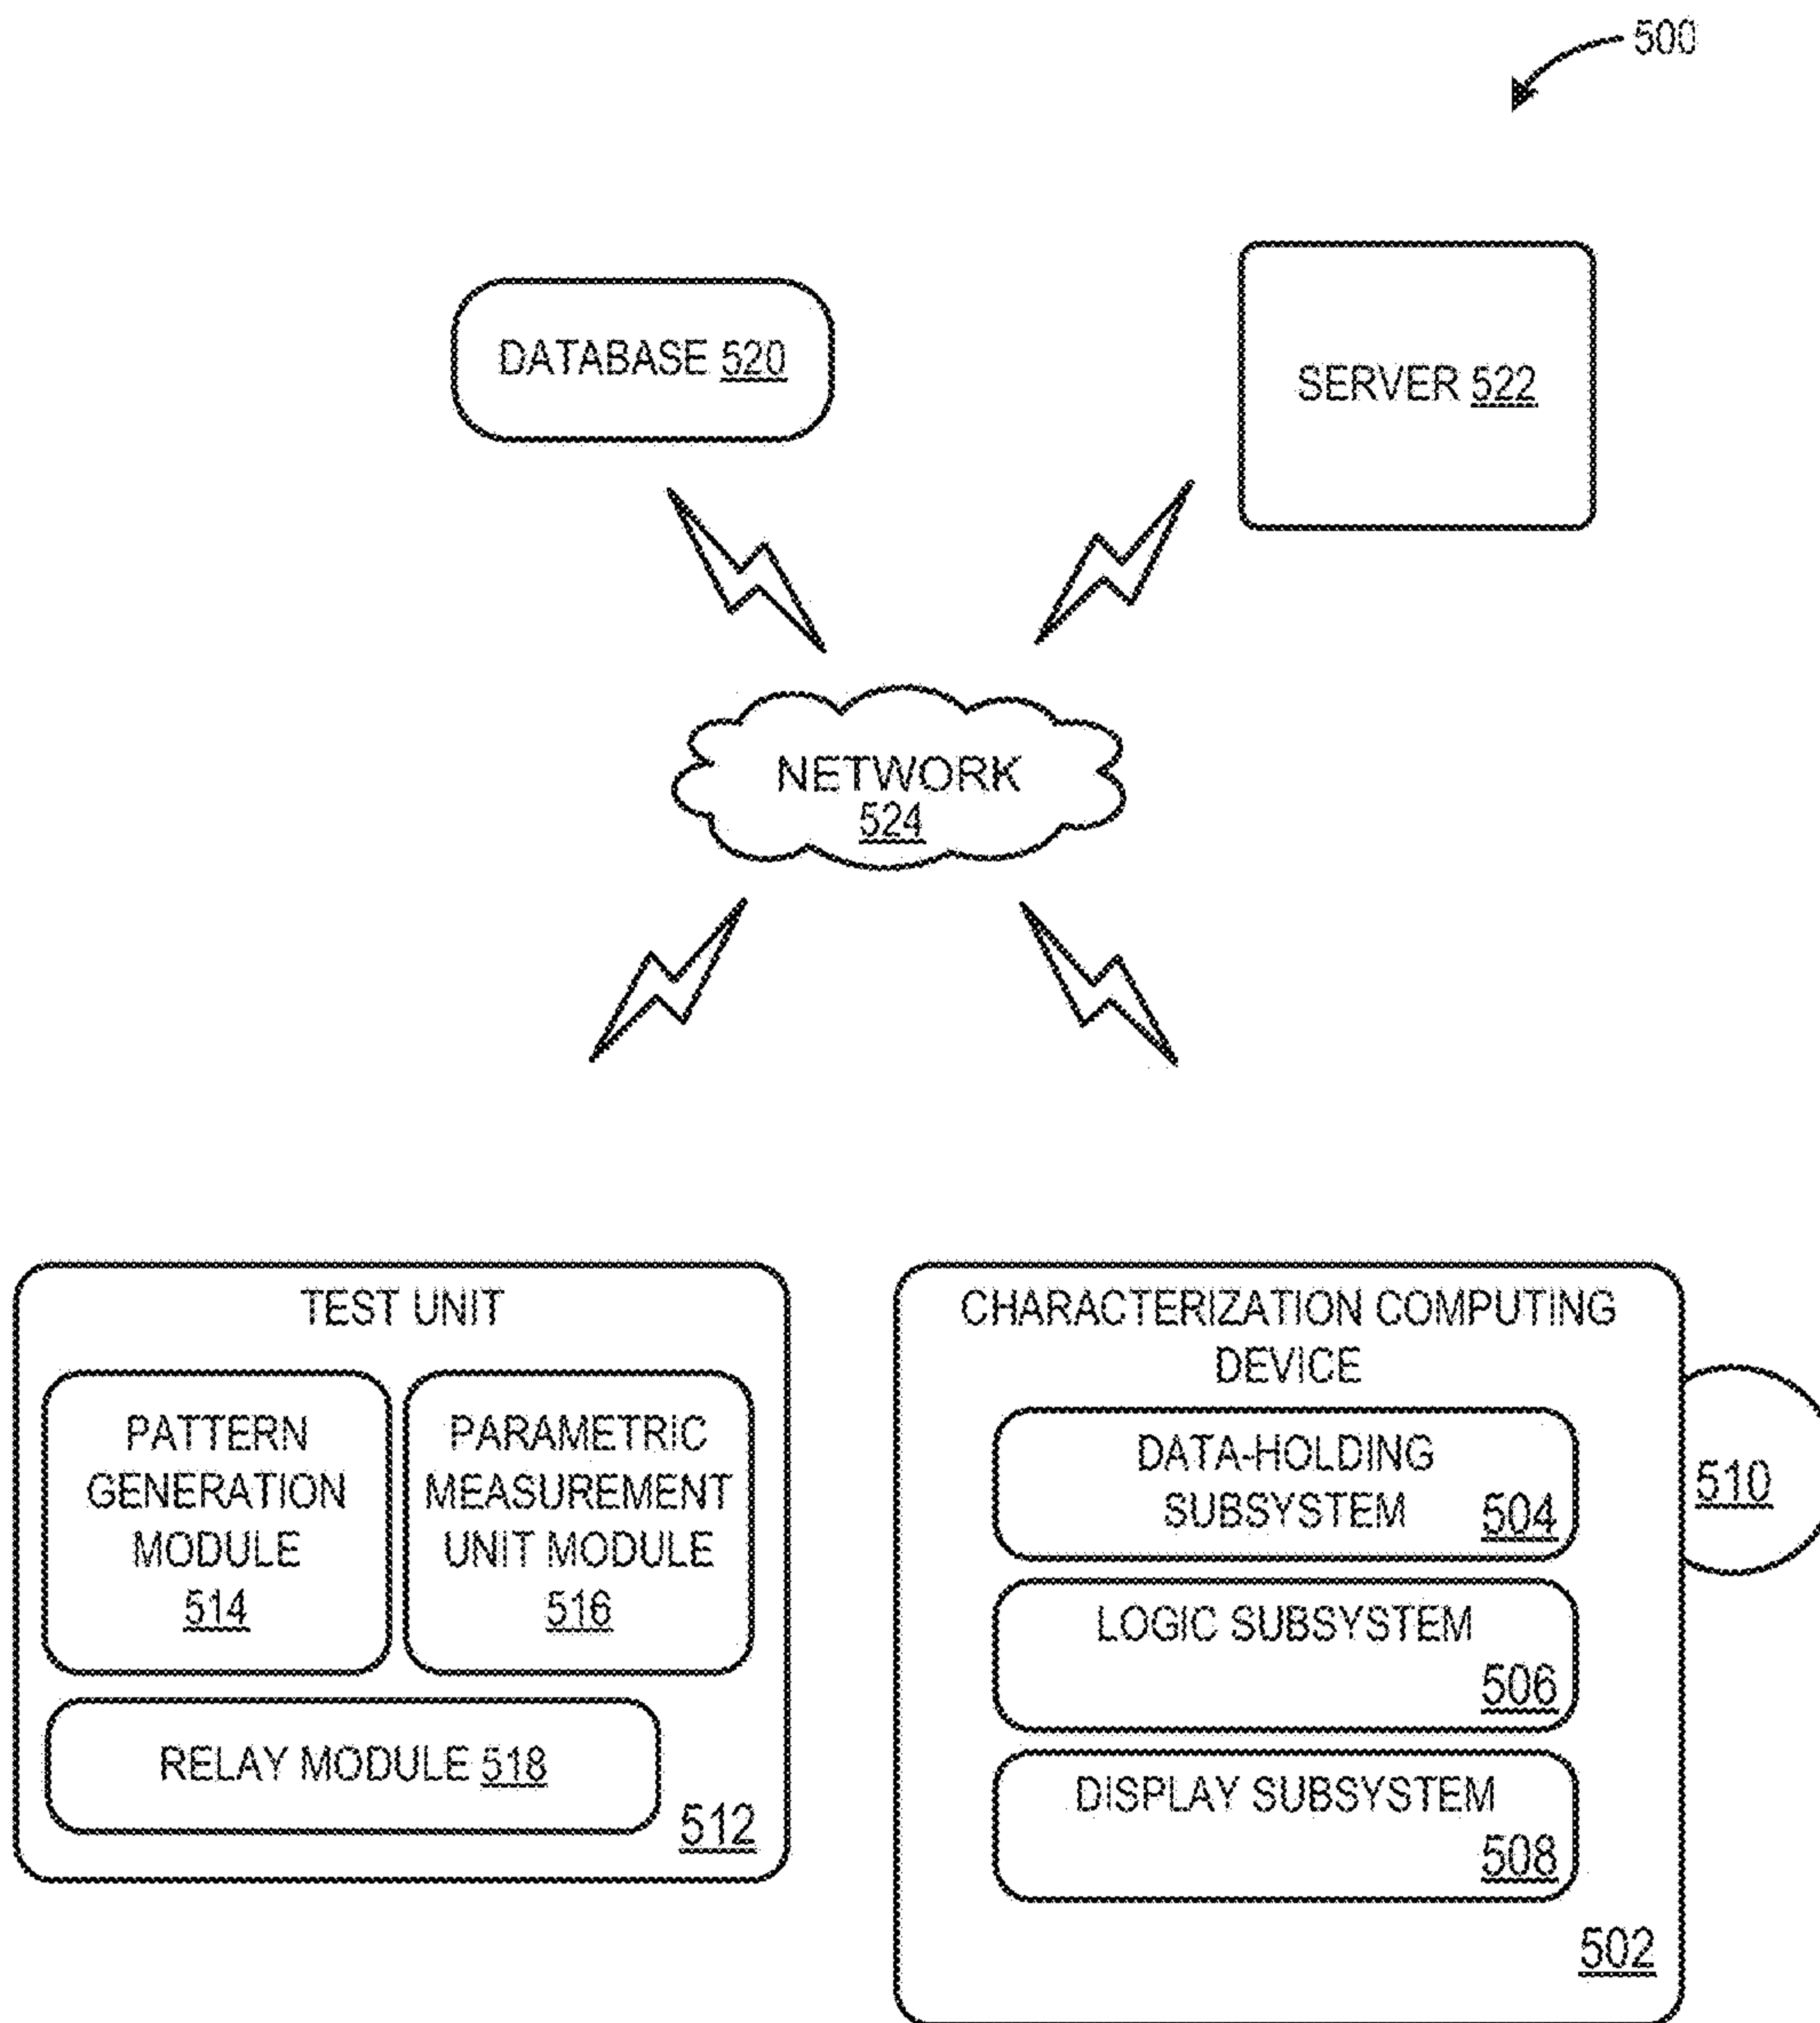 500
DATABASE 520
SERVER 522
NETWORK
524
TEST UNIT
PATTERN
GENERATION
MODULE
514
PARAMETRIC
MEASUREMENT
UNIT MODULE
516
RELAY MODULE 518
512
CHARACTERIZATION COMPUTING
DEVICE
DATA-HOLDING
SUBSYSTEM
504
LOGIC SUBSYSTEM
506
DISPLAY SUBSYSTEM
508
502
510